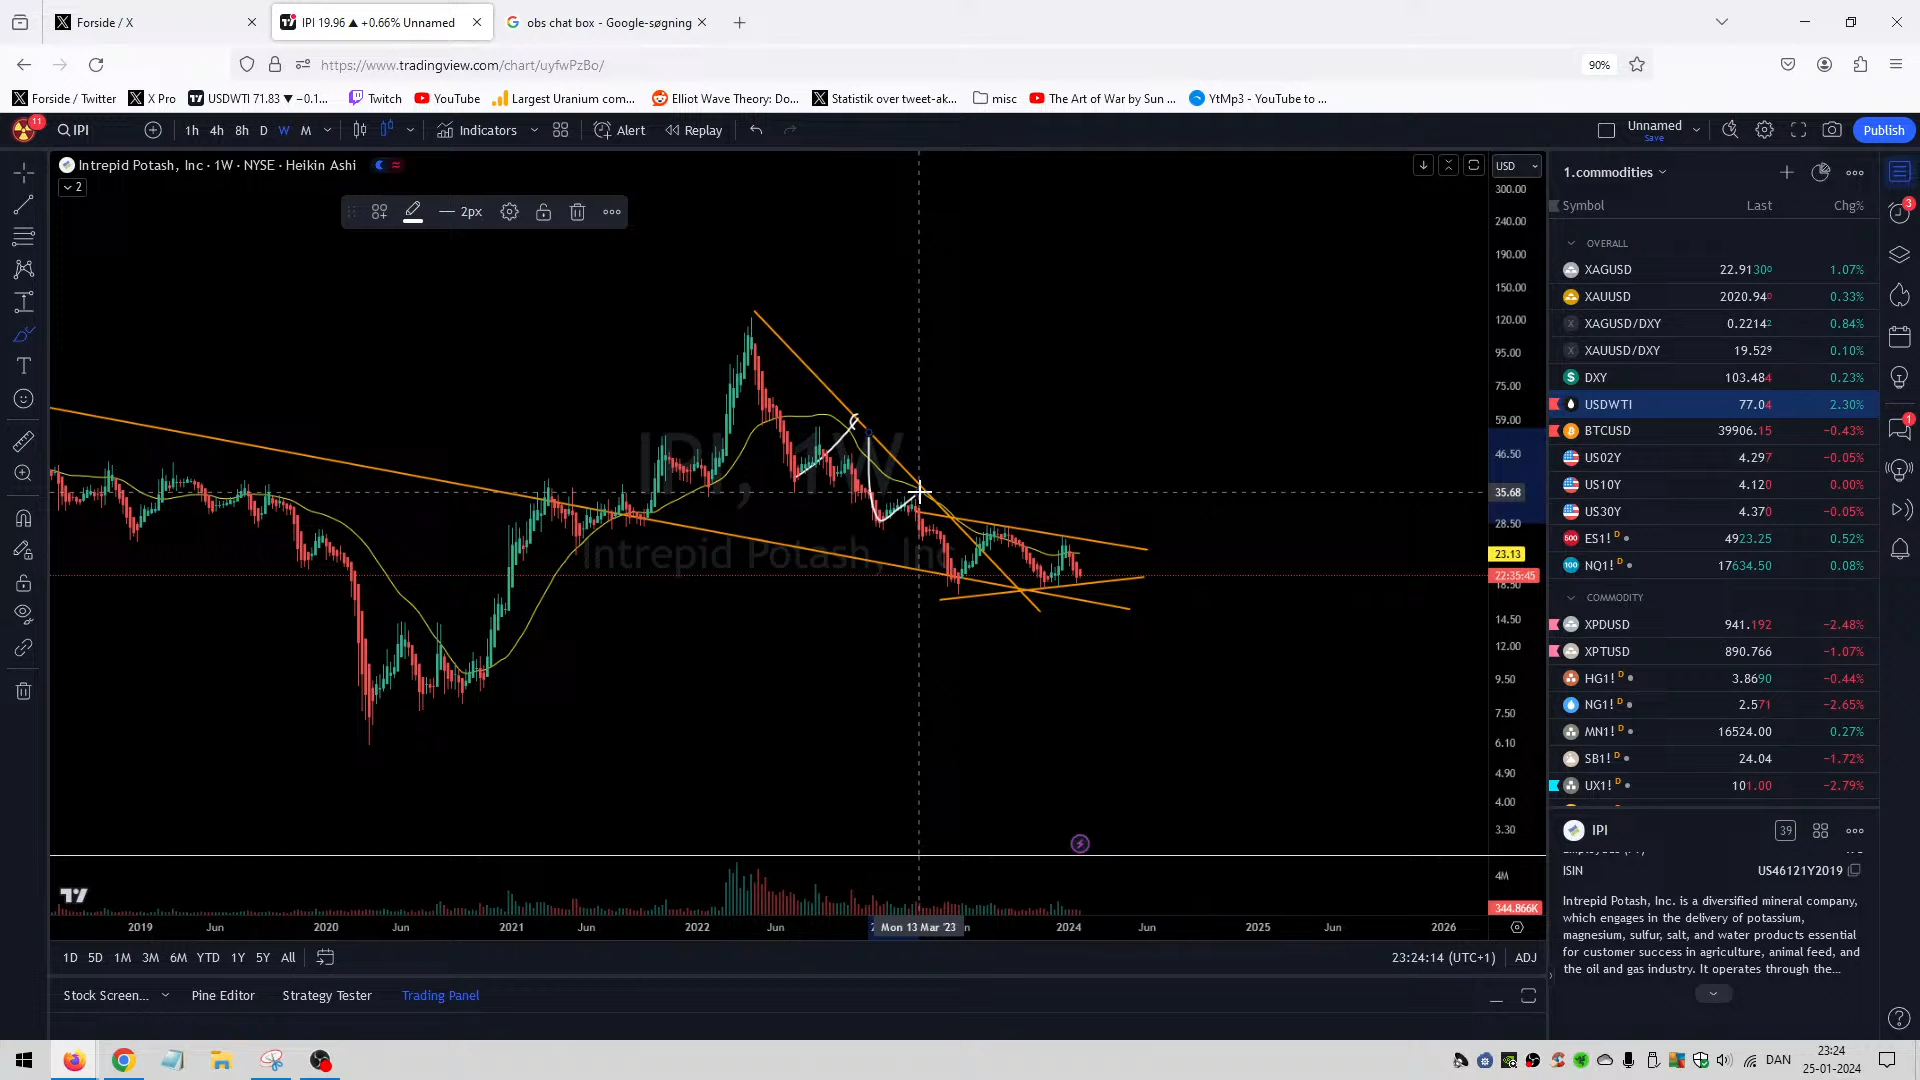 Forside / X
IPI 19.96 ▲ +0.66% Unnamed
obs chat box - Google-søgning
https://www.tradingview.com/chart/uyfwPzBo/
90%
Forside / Twitter
X Pro
USDWTI 71.83 ▼ −0.1...
Twitch
YouTube
Largest Uranium com...
Elliot Wave Theory: Do...
Statistik over tweet-ak...
misc
The Art of War by Sun ...
YtMp3 - YouTube to ...
11
IPI
1h 4h 8h D W M
Indicators
Alert
Replay
Unnamed
Save
Publish
Intrepid Potash, Inc · 1W · NYSE · Heikin Ashi
2
2px
USD
IPI, 1W
Intrepid Potash, Inc
300.00
240.00
190.00
150.00
120.00
95.00
75.00
59.00
46.50
35.68
28.50
23.13
22:35:45
18.50
14.50
12.00
9.50
7.50
6.10
4.90
4.00
3.30
4M
344.866K
2019 Jun 2020 Jun 2021 Jun 2022 Jun Mon 13 Mar '23 2024 Jun 2025 Jun 2026
1D 5D 1M 3M 6M YTD 1Y 5Y All
23:24:14 (UTC+1) ADJ
Stock Screen... Pine Editor Strategy Tester Trading Panel
1.commodities
Symbol Last Chg%
OVERALL
XAGUSD 22.9130⁰ 1.07%
XAUUSD 2020.94⁰ 0.33%
XAGUSD/DXY 0.2214² 0.84%
XAUUSD/DXY 19.52⁹ 0.10%
DXY 103.484 0.23%
USDWTI 77.04 2.30%
BTCUSD 39906.15 −0.43%
US02Y 4.297 −0.05%
US10Y 4.120 0.00%
US30Y 4.370 −0.05%
ES1! D 4923.25 0.52%
NQ1! D 17634.50 0.08%
COMMODITY
XPDUSD 941.192 −2.48%
XPTUSD 890.766 −1.07%
HG1! D 3.8690 −0.44%
NG1! D 2.571 −2.65%
MN1! D 16524.00 0.27%
SB1! D 24.04 −1.72%
UX1! D 101.00 −2.79%
IPI
39
ISIN US46121Y2019
Intrepid Potash, Inc. is a diversified mineral company,
which engages in the delivery of potassium,
magnesium, sulfur, salt, and water products essential
for customer success in agriculture, animal feed, and
the oil and gas industry. It operates through the...
3
1
DAN
23:24
25-01-2024